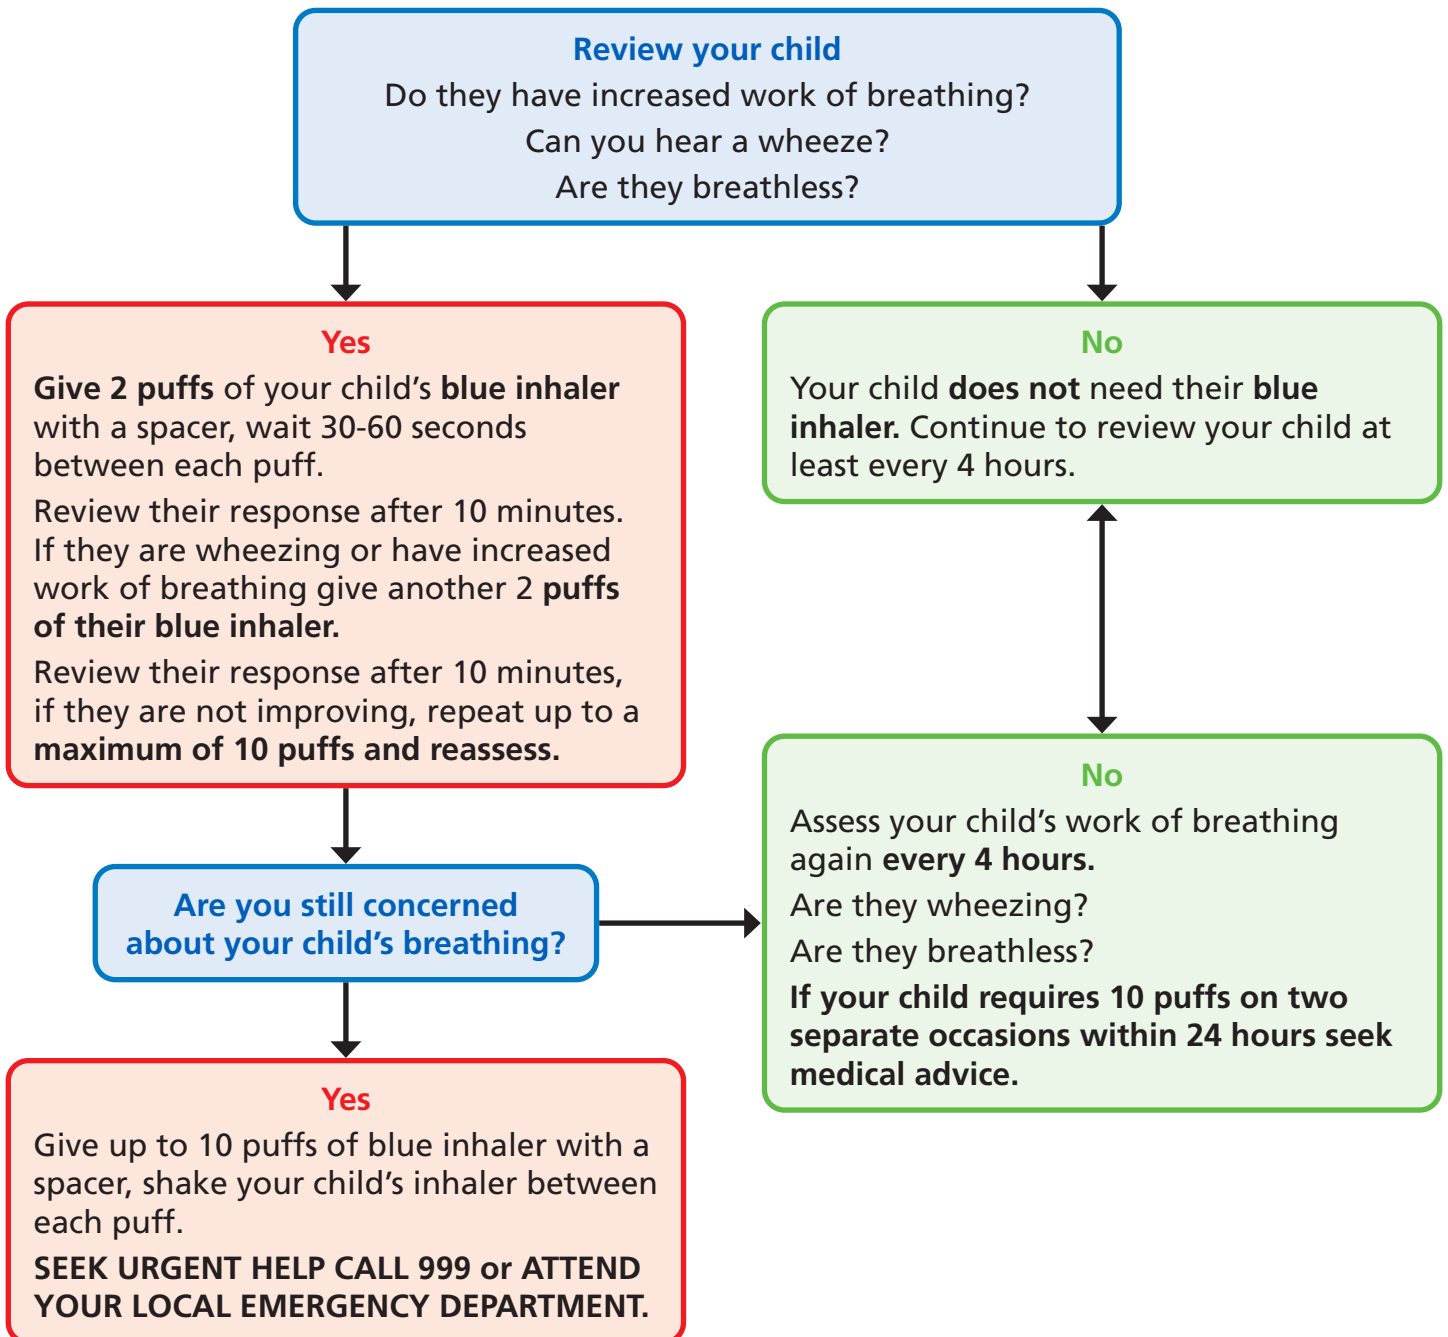 Review your child
Do they have increased work of breathing?
Can you hear a wheeze?
Are they breathless?
Yes
Give 2 puffs of your child’s blue inhaler
with a spacer, wait 30-60 seconds
between each puff.
Review their response after 10 minutes.
If they are wheezing or have increased
work of breathing give another 2 puffs
of their blue inhaler.
Review their response after 10 minutes,
if they are not improving, repeat up to a
maximum of 10 puffs and reassess.
No
Your child does not need their blue
inhaler. Continue to review your child at
least every 4 hours.
Are you still concerned
about your child’s breathing?
No
Assess your child’s work of breathing
again every 4 hours.
Are they wheezing?
Are they breathless?
If your child requires 10 puffs on two
separate occasions within 24 hours seek
medical advice.
Yes
Give up to 10 puffs of blue inhaler with a
spacer, shake your child’s inhaler between
each puff.
SEEK URGENT HELP CALL 999 or ATTEND
YOUR LOCAL EMERGENCY DEPARTMENT.